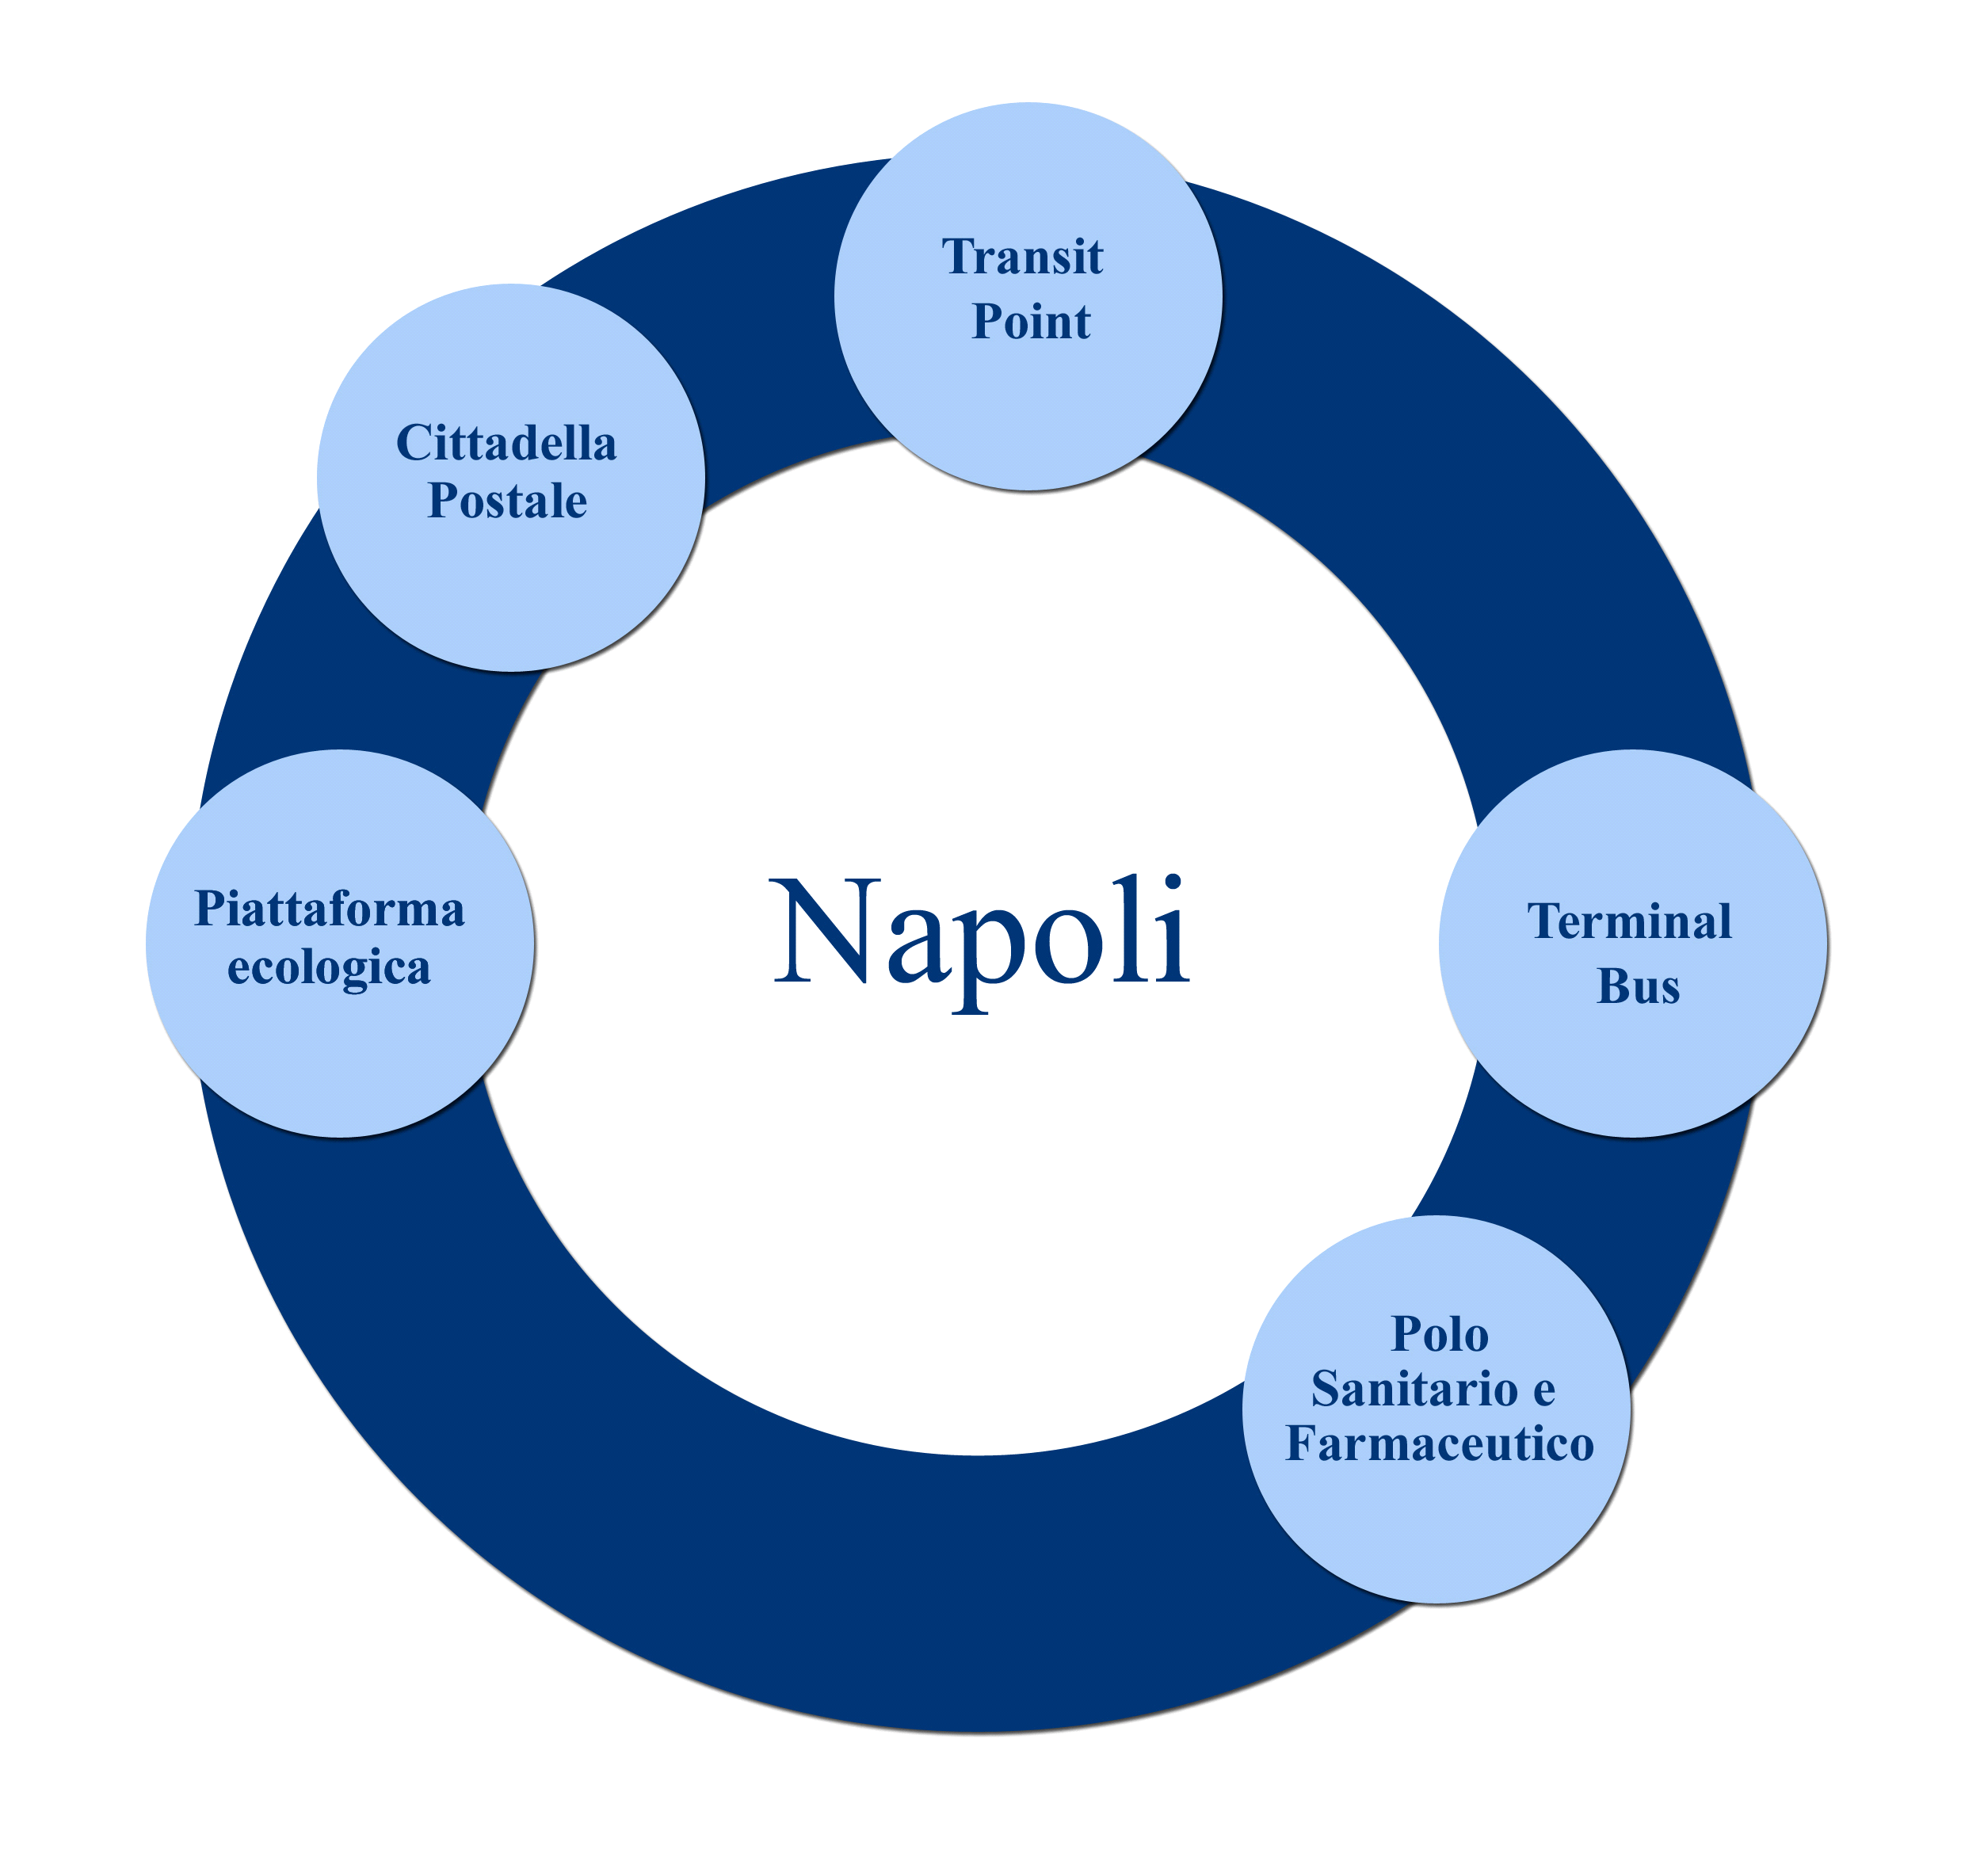 Transit
Point
Cittadella
Postale
Piattaforma
ecologica
Napoli
Terminal
Bus
Polo
Sanitario e
Farmaceutico